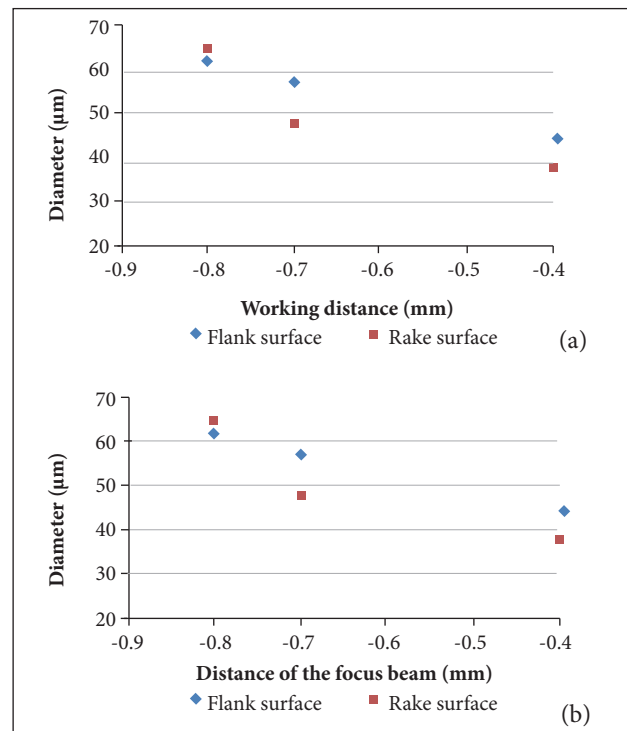 70
60
50
40
30
20
Diameter (µm)
-0.9 -0.8 -0.7 -0.6 -0.5 -0.4
Working distance (mm)
Flank surface Rake surface (a)
70
60
50
40
30
20
Diameter (µm)
-0.9 -0.8 -0.7 -0.6 -0.5 -0.4
Distance of the focus beam (mm)
Flank surface Rake surface (b)